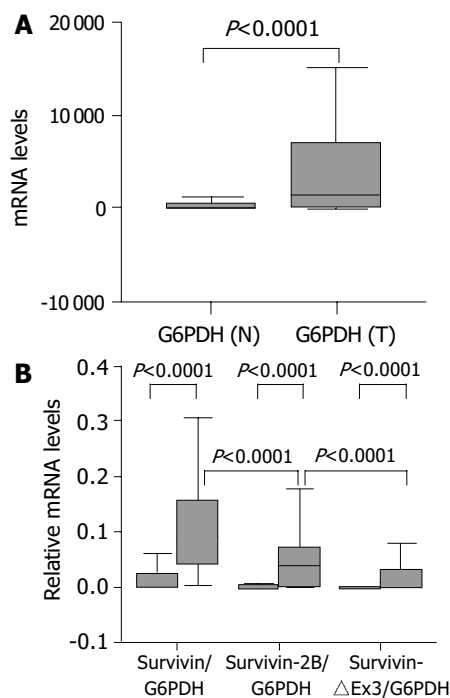 A
20 000
P<0.0001
10 000
0
-10 000
mRNA levels
G6PDH (N)
G6PDH (T)
B
0.4
P<0.0001
P<0.0001
P<0.0001
0.3
P<0.0001
P<0.0001
0.2
0.1
0.0
-0.1
Relative mRNA levels
Survivin/
G6PDH
Survivin-2B/
G6PDH
Survivin-
△Ex3/G6PDH